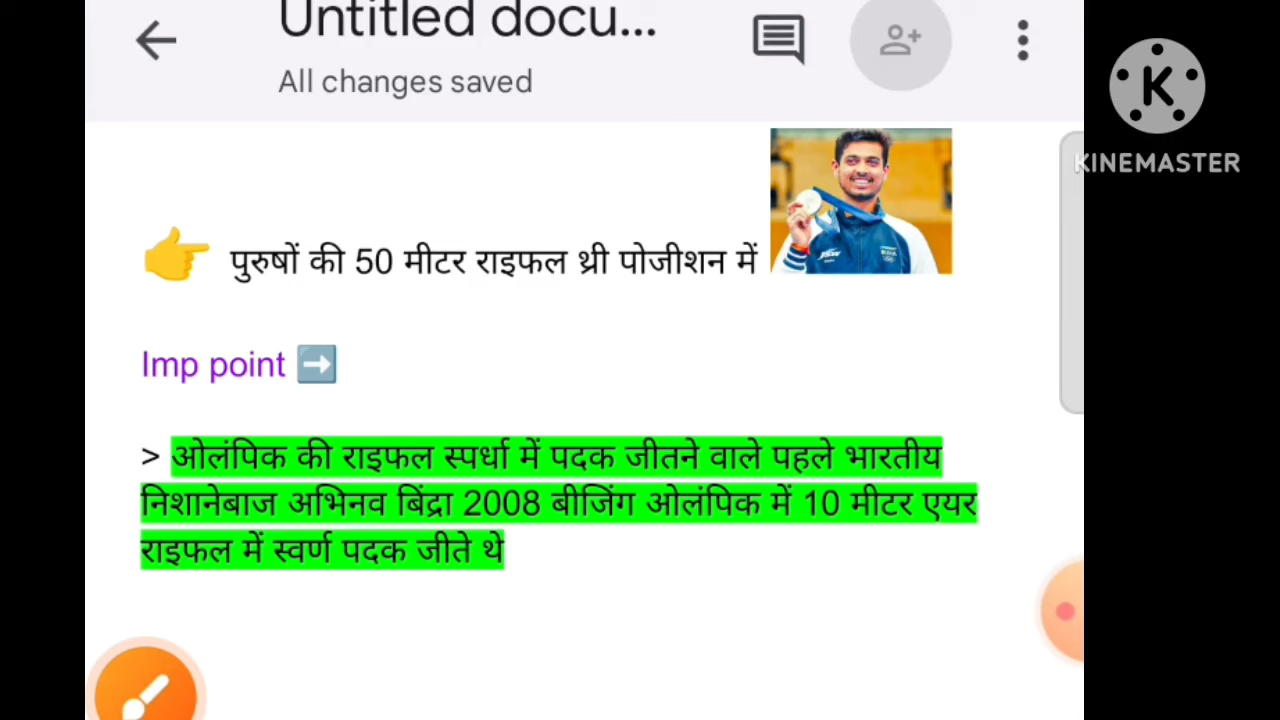 Untitled docu...
All changes saved
KINEMASTER
👉 पुरुषों की 50 मीटर राइफल थ्री पोजीशन में
Imp point ➡️
> ओलंपिक की राइफल स्पर्धा में पदक जीतने वाले पहले भारतीय
निशानेबाज अभिनव बिंद्रा 2008 बीजिंग ओलंपिक में 10 मीटर एयर
राइफल में स्वर्ण पदक जीते थे